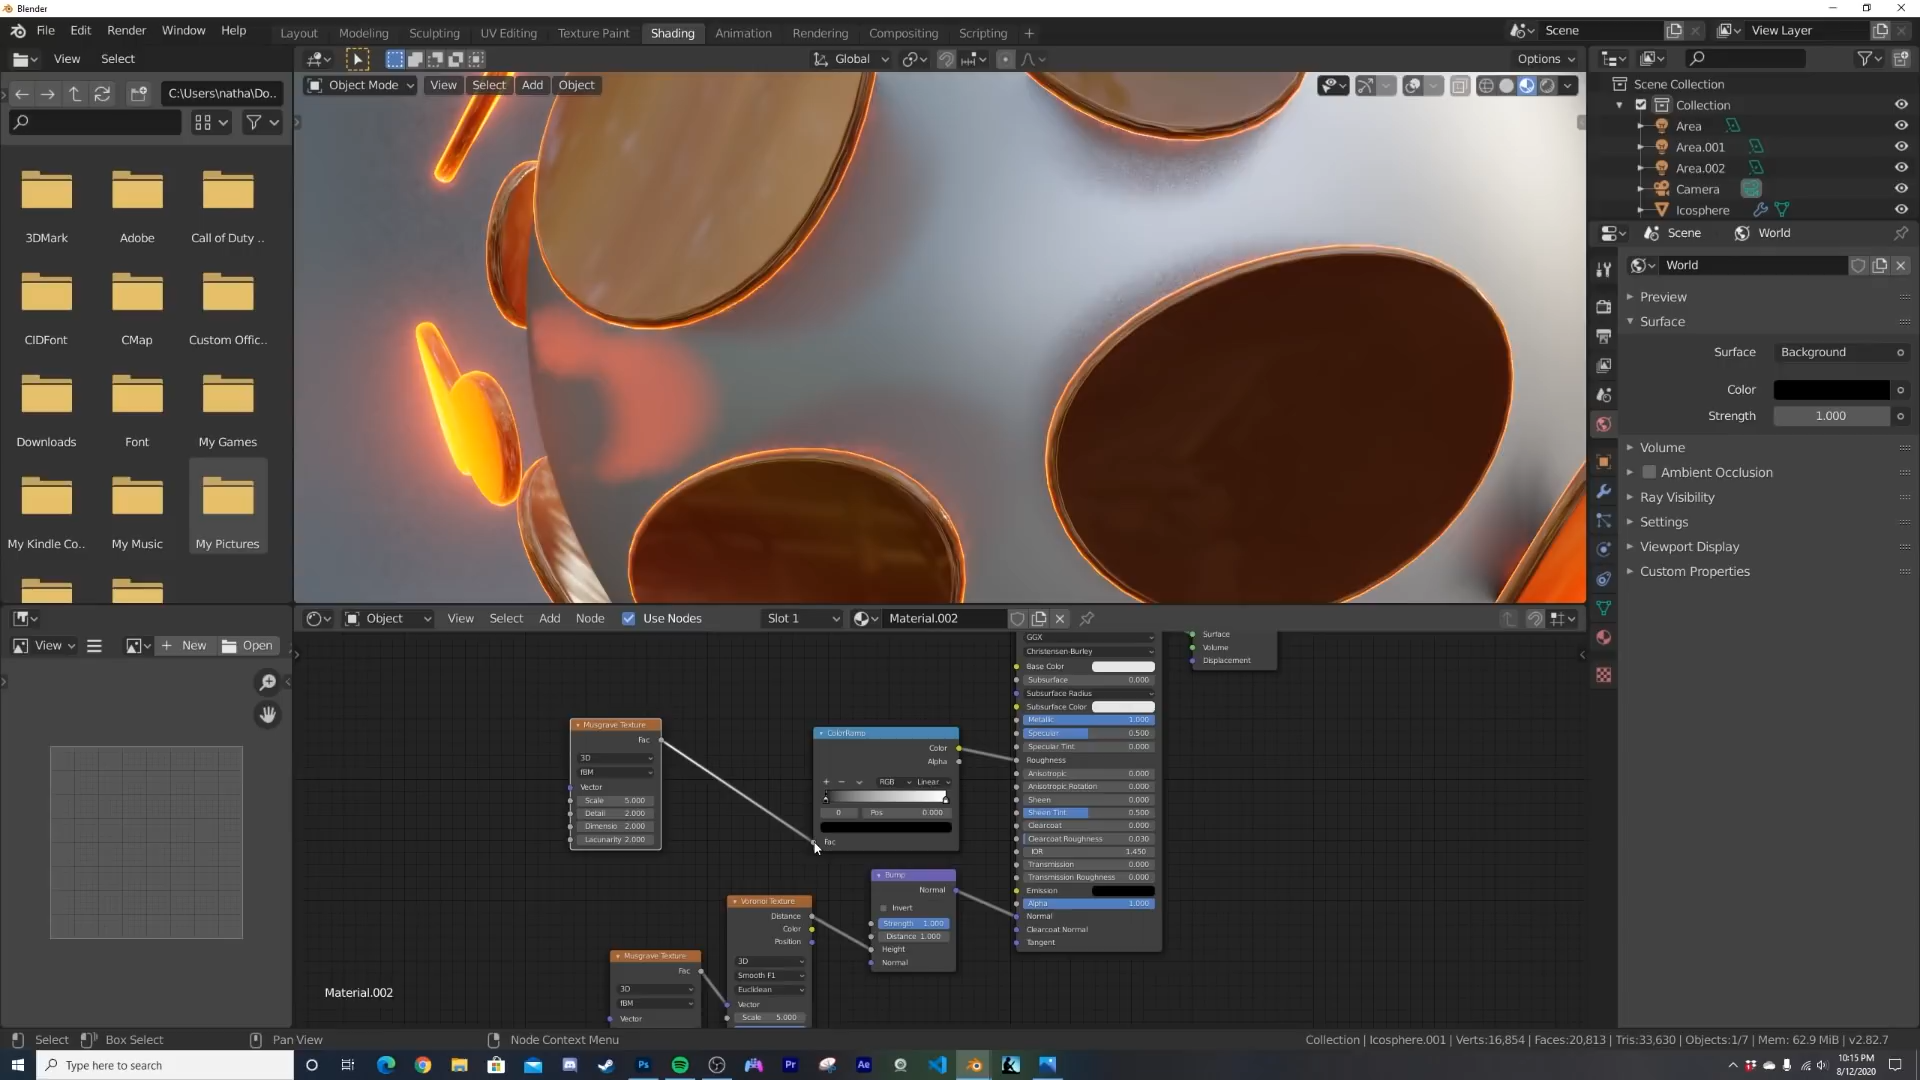 Blender
File Edit Render Window Help
Layout Modeling Sculpting UV Editing Texture Paint Shading Animation Rendering Compositing Scripting +
Scene
View Layer
View Select
Global
Options
C:\Users\natha\Do..
Object Mode View Select Add Object
3DMark Adobe Call of Duty ..
CIDFont CMap Custom Offic..
Downloads Font My Games
My Kindle Co.. My Music My Pictures
Scene Collection
Collection
Area
Area.001
Area.002
Camera
Icosphere
Scene World
World
Preview
Surface
Surface Background
Color
Strength 1.000
Volume
Ambient Occlusion
Ray Visibility
Settings
Viewport Display
Custom Properties
Object View Select Add Node Use Nodes Slot 1 Material.002
View + New Open
Musgrave Texture
Fac
3D
fBM
Vector
Scale 5.000
Detail 2.000
Dimensio 2.000
Lacunarity 2.000
ColorRamp
Color
Alpha
+ − RGB Linear
0 Pos 0.000
Fac
Bump
Normal
Invert
Strength 1.000
Distance 1.000
Height
Normal
Voronoi Texture
Distance
Color
Position
3D
Smooth F1
Euclidean
Vector
Scale 5.000
Musgrave Texture
Fac
3D
fBM
Vector
GGX
Christensen-Burley
Base Color
Subsurface 0.000
Subsurface Radius
Subsurface Color
Metallic 1.000
Specular 0.500
Specular Tint 0.000
Roughness
Anisotropic 0.000
Anisotropic Rotation 0.000
Sheen 0.000
Sheen Tint 0.500
Clearcoat 0.000
Clearcoat Roughness 0.030
IOR 1.450
Transmission 0.000
Transmission Roughness 0.000
Emission
Alpha 1.000
Normal
Clearcoat Normal
Tangent
Surface
Volume
Displacement
Material.002
Select Box Select Pan View Node Context Menu
Collection | Icosphere.001 | Verts:16,854 | Faces:20,813 | Tris:33,630 | Objects:1/7 | Mem: 62.9 MiB | v2.82.7
Type here to search
Ps
Pr
Ae
10:15 PM
8/12/2020